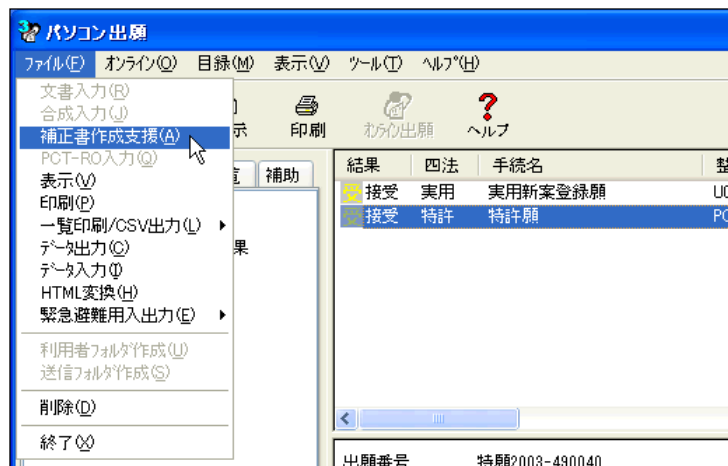 パソコン出願
ファイル(F) オンライン(O) 目録(M) 表示(V) ツール(T) ヘルプ(H)
文書入力(R)
合成入力(J)
補正書作成支援(A)
PCT-RO入力(Q)
表示(V)
印刷(P)
一覧印刷/CSV出力(L)
データ出力(C)
データ入力(I)
HTML変換(H)
緊急避難用入出力(E)
利用者フォルダ作成(U)
送信フォルダ作成(S)
削除(D)
終了(X)
示 印刷 オンライン出願 ヘルプ
補助
果
結果 四法 手続名 整
受 接受 実用 実用新案登録願 UO
受 接受 特許 特許願 PC
出願番号 特願2003-490040